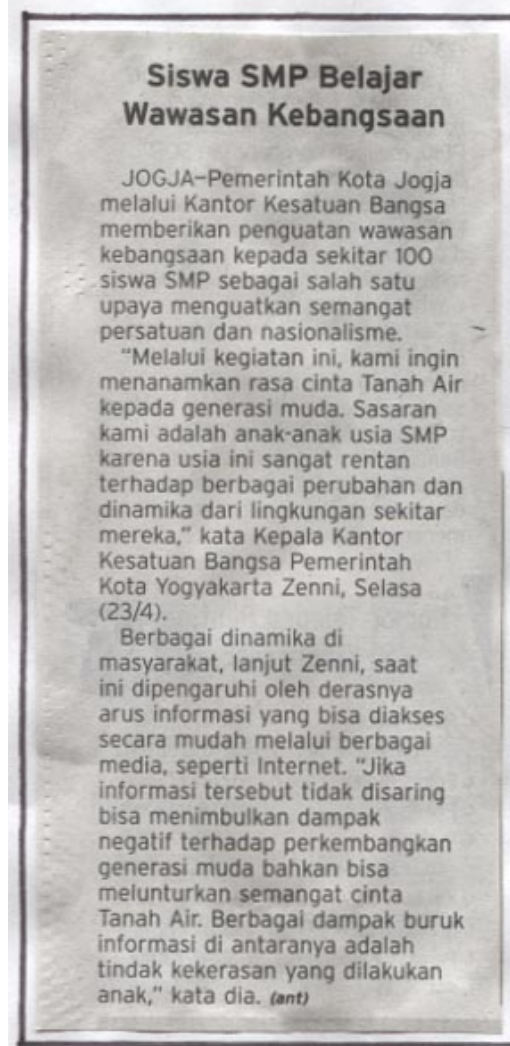 Siswa SMP Belajar
Wawasan Kebangsaan
JOGJA—Pemerintah Kota Jogja
melalui Kantor Kesatuan Bangsa
memberikan penguatan wawasan
kebangsaan kepada sekitar 100
siswa SMP sebagai salah satu
upaya menguatkan semangat
persatuan dan nasionalisme.
"Melalui kegiatan ini, kami ingin
menanamkan rasa cinta Tanah Air
kepada generasi muda. Sasaran
kami adalah anak-anak usia SMP
karena usia ini sangat rentan
terhadap berbagai perubahan dan
dinamika dari lingkungan sekitar
mereka," kata Kepala Kantor
Kesatuan Bangsa Pemerintah
Kota Yogyakarta Zenni, Selasa
(23/4).
Berbagai dinamika di
masyarakat, lanjut Zenni, saat
ini dipengaruhi oleh derasnya
arus informasi yang bisa diakses
secara mudah melalui berbagai
media, seperti Internet. "Jika
informasi tersebut tidak disaring
bisa menimbulkan dampak
negatif terhadap perkembangkan
generasi muda bahkan bisa
melunturkan semangat cinta
Tanah Air. Berbagai dampak buruk
informasi di antaranya adalah
tindak kekerasan yang dilakukan
anak," kata dia. (ant)